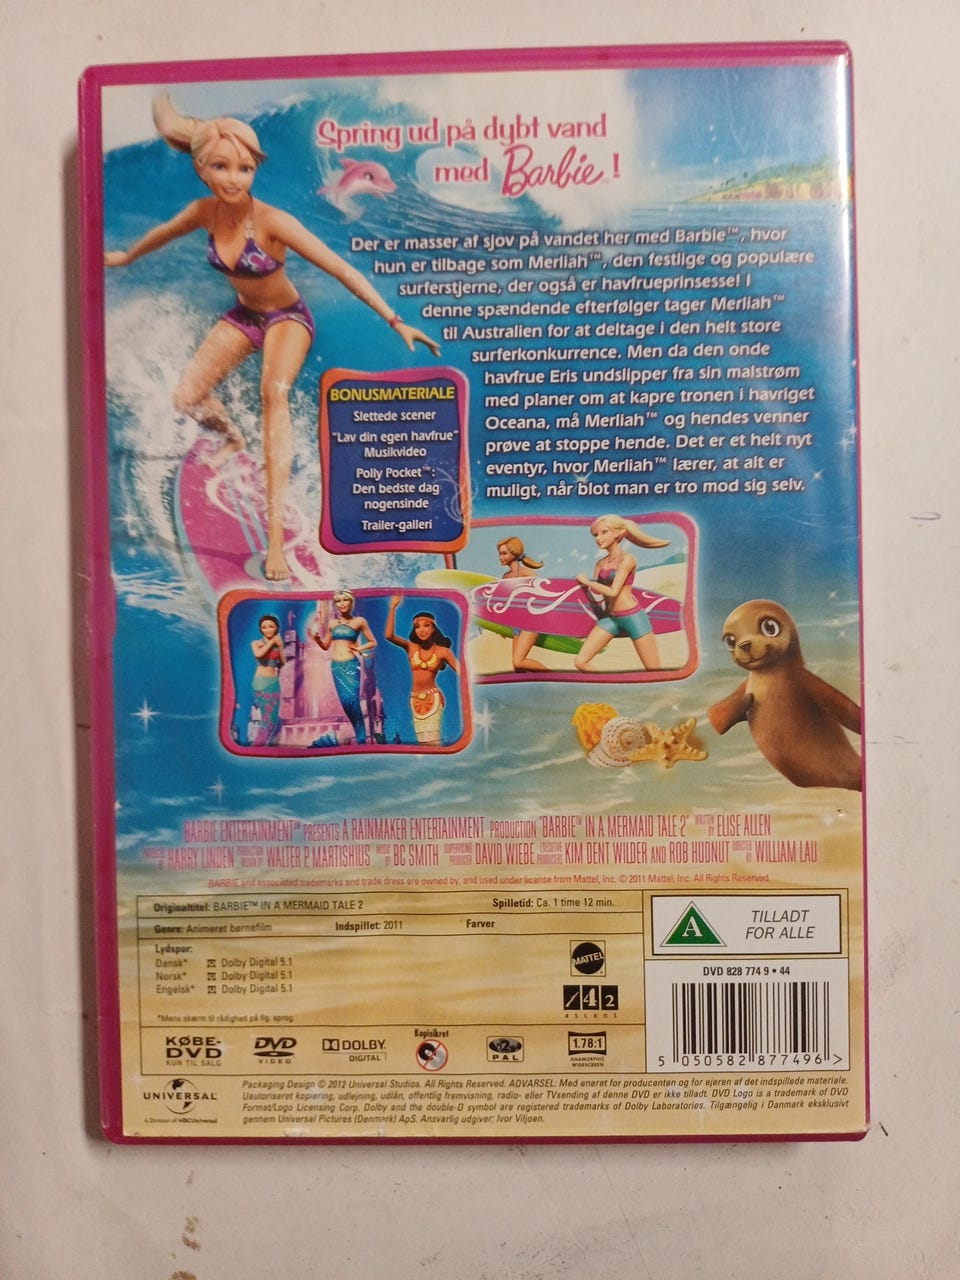 Spring ud på dybt vand
med Barbie™!
Der er masser af sjov på vandet her med Barbie™, hvor
hun er tilbage som Merliah™, den festlige og populære
surferstjerne, der også er havfrueprinsesse! I
denne spændende efterfølger tager Merliah™
til Australien for at deltage i den helt store
surferkonkurrence. Men da den onde
havfrue Eris undslipper fra sin malstrøm
med planer om at kapre tronen i havriget
Oceana, må Merliah™ og hendes venner
prøve at stoppe hende. Det er et helt nyt
eventyr, hvor Merliah™ lærer, at alt er
muligt, når blot man er tro mod sig selv.
BONUSMATERIALE
Slettede scener
"Lav din egen havfrue"
Musikvideo
Polly Pocket™:
Den bedste dag
nogensinde
Trailer-galleri
BARBIE ENTERTAINMENT™ PRESENTS A RAINMAKER ENTERTAINMENT PRODUCTION "BARBIE™ IN A MERMAID TALE 2" WRITTEN BY ELISE ALLEN
PRODUCED BY HARRY LINDEN PRODUCTION DESIGN BY WALTER P. MARTISHIUS MUSIC BY BC SMITH SUPERVISING PRODUCER DAVID WIEBE EXECUTIVE PRODUCERS KIM DENT WILDER AND ROB HUDNUT DIRECTED BY WILLIAM LAU
BARBIE and associated trademarks and trade dress are owned by, and used under license from Mattel, Inc. © 2011 Mattel, Inc. All Rights Reserved.
Originaltitel: BARBIE™ IN A MERMAID TALE 2 Spilletid: Ca. 1 time 12 min.
Genre: Animeret børnefilm Indspillet: 2011 Farver
Lydspor:
Dansk* Dolby Digital 5.1
Norsk* Dolby Digital 5.1
Engelsk* Dolby Digital 5.1
*Menu skærm til rådighed på flg. sprog
MATTEL
42
ascent
A
TILLADT
FOR ALLE
DVD 828 774 9 • 44
5 050582 877496 >
KØBE-
DVD
KUN TIL SALG
DVD
VIDEO
DOLBY
DIGITAL
Kopisikret
2
PAL
1.78:1
ANAMORPHIC
WIDESCREEN
UNIVERSAL
A Division of NBCUniversal
Packaging Design © 2012 Universal Studios. All Rights Reserved. ADVARSEL: Med eneret for producenten og for ejeren af det indspillede materiale.
Uautoriseret kopiering, udlejning, udlån, offentlig fremvisning, radio- eller TVsending af denne DVD er ikke tilladt. DVD Logo is a trademark of DVD
Format/Logo Licensing Corp. Dolby and the double-D symbol are registered trademarks of Dolby Laboratories. Tilgængelig i Danmark eksklusivt
gennem Universal Pictures (Denmark) ApS. Ansvarlig udgiver: Ivor Viljoen.